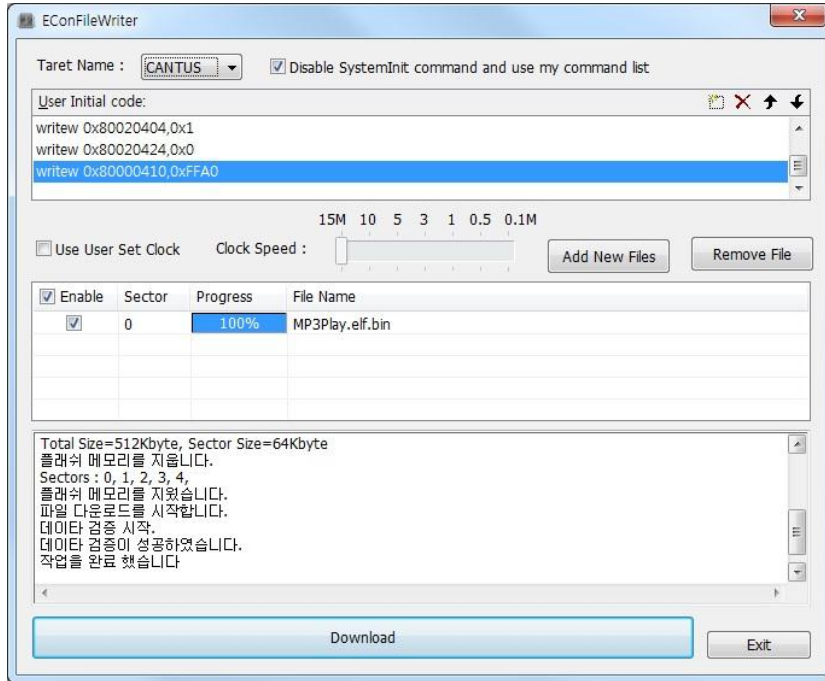 EConFileWriter
Taret Name : CANTUS Disable SystemInit command and use my command list
User Initial code:
writew 0x80020404,0x1
writew 0x80020424,0x0
writew 0x80000410,0xFFA0
15M 10 5 3 1 0.5 0.1M
Use User Set Clock Clock Speed : Add New Files Remove File
Enable Sector Progress File Name
0 100% MP3Play.elf.bin
Total Size=512Kbyte, Sector Size=64Kbyte
플래쉬 메모리를 지웁니다.
Sectors : 0, 1, 2, 3, 4,
플래쉬 메모리를 지웠습니다.
파일 다운로드를 시작합니다.
데이타 검증 시작.
데이타 검증이 성공하였습니다.
작업을 완료 했습니다
Download Exit